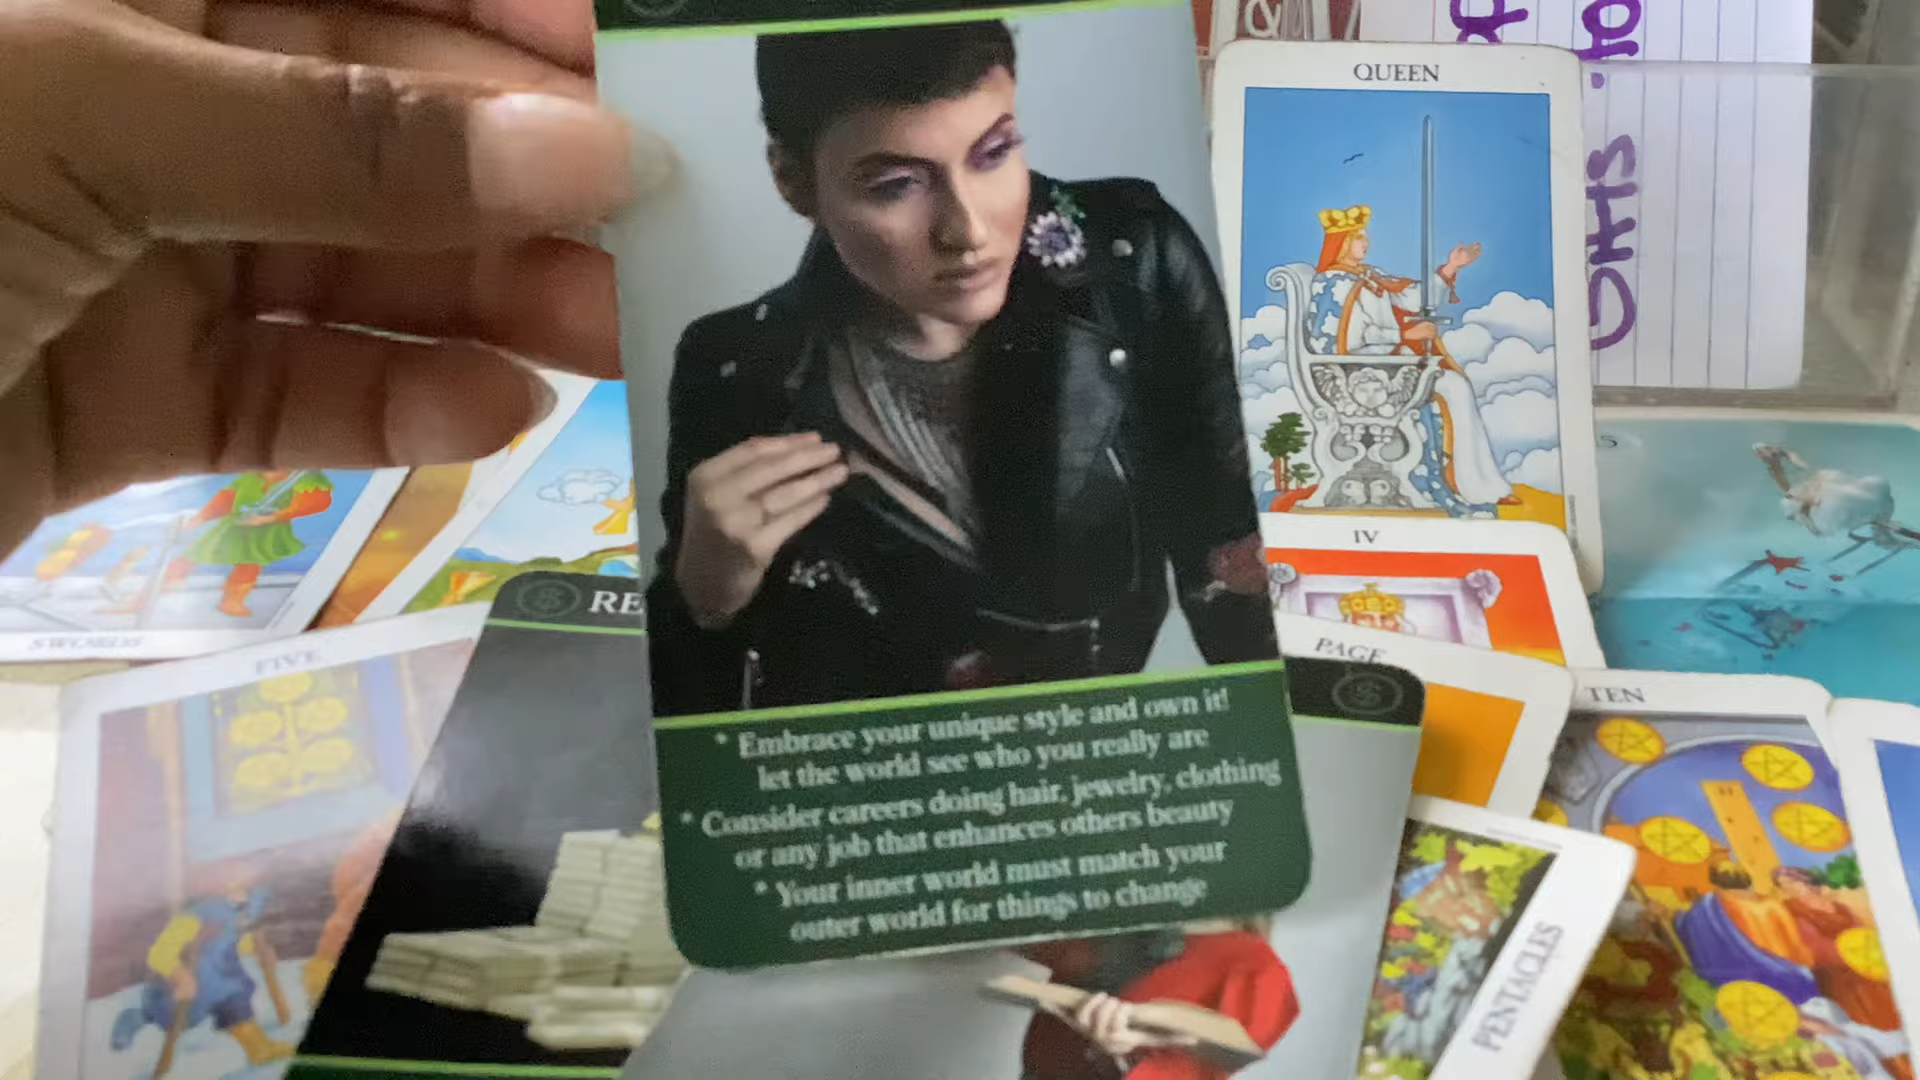 QUEEN
SHS
IV
PAGE
TEN
PENTACLES
SWORDS
FIVE
RE
* Embrace your unique style and own it!
let the world see who you really are
* Consider careers doing hair, jewelry, clothing
or any job that enhances others beauty
* Your inner world must match your
outer world for things to change